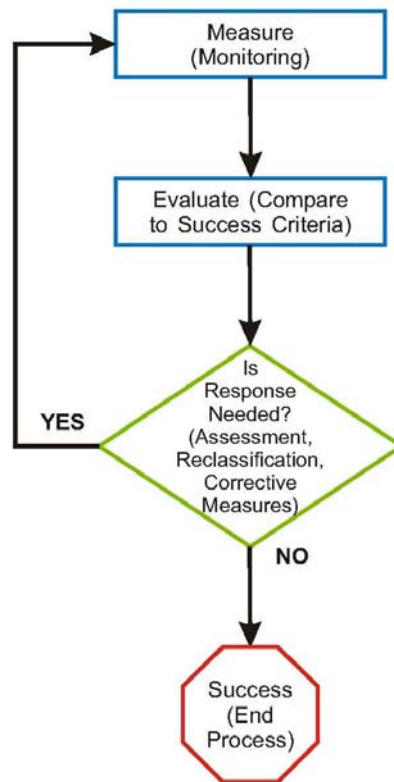 Measure
(Monitoring)
Evaluate (Compare
to Success Criteria)
Is
Response
Needed?
(Assessment,
Reclassification,
Corrective
Measures)
YES
NO
Success
(End
Process)